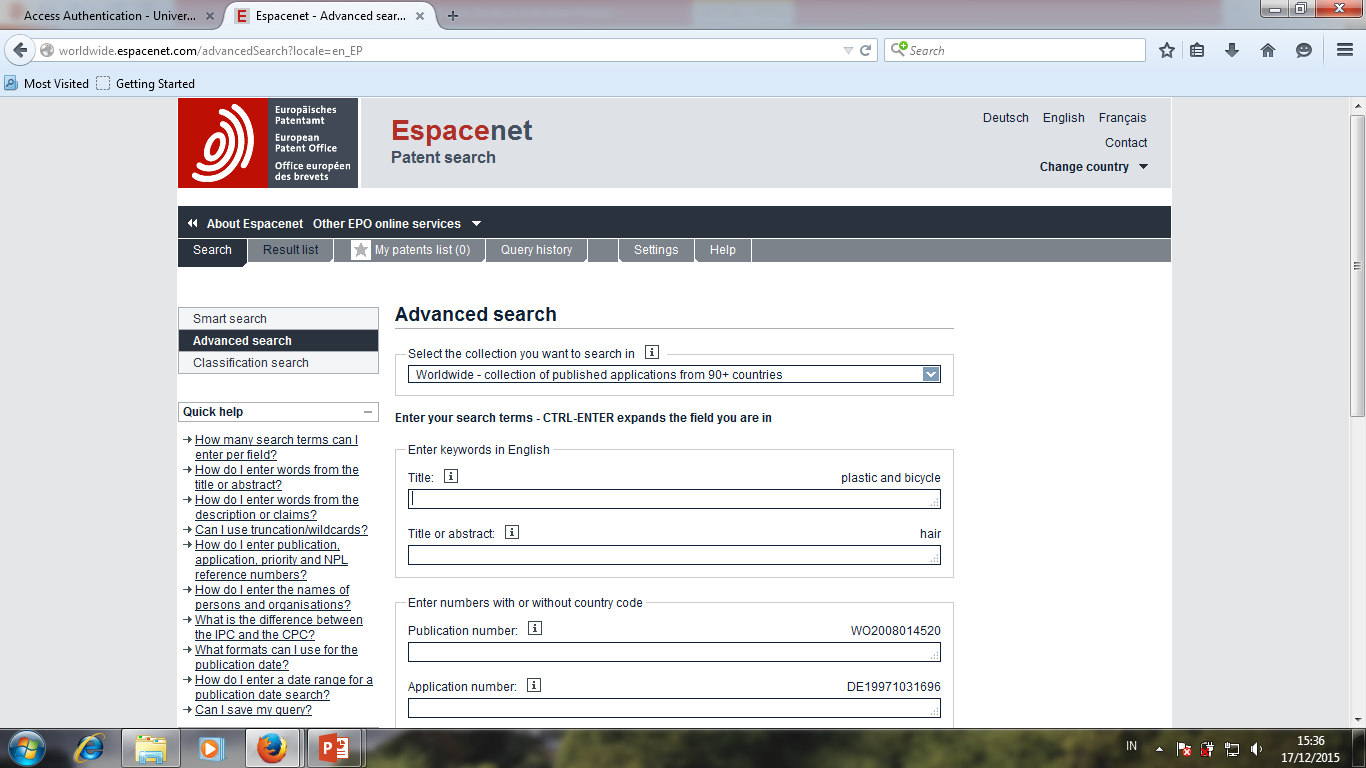 Access Authentication - Univer...
Espacenet - Advanced sear...
worldwide.espacenet.com/advancedSearch?locale=en_EP
Search
Most Visited
Getting Started
Europäisches
Patentamt
European
Patent Office
Office européen
des brevets
Espacenet
Patent search
Deutsch English Français
Contact
Change country
About Espacenet Other EPO online services
Search Result list My patents list (0) Query history Settings Help
Smart search
Advanced search
Classification search
Quick help
How many search terms can I
enter per field?
How do I enter words from the
title or abstract?
How do I enter words from the
description or claims?
Can I use truncation/wildcards?
How do I enter publication,
application, priority and NPL
reference numbers?
How do I enter the names of
persons and organisations?
What is the difference between
the IPC and the CPC?
What formats can I use for the
publication date?
How do I enter a date range for a
publication date search?
Can I save my query?
Advanced search
Select the collection you want to search in
Worldwide - collection of published applications from 90+ countries
Enter your search terms - CTRL-ENTER expands the field you are in
Enter keywords in English
Title: plastic and bicycle
Title or abstract: hair
Enter numbers with or without country code
Publication number: WO2008014520
Application number: DE19971031696
IN
15:36
17/12/2015